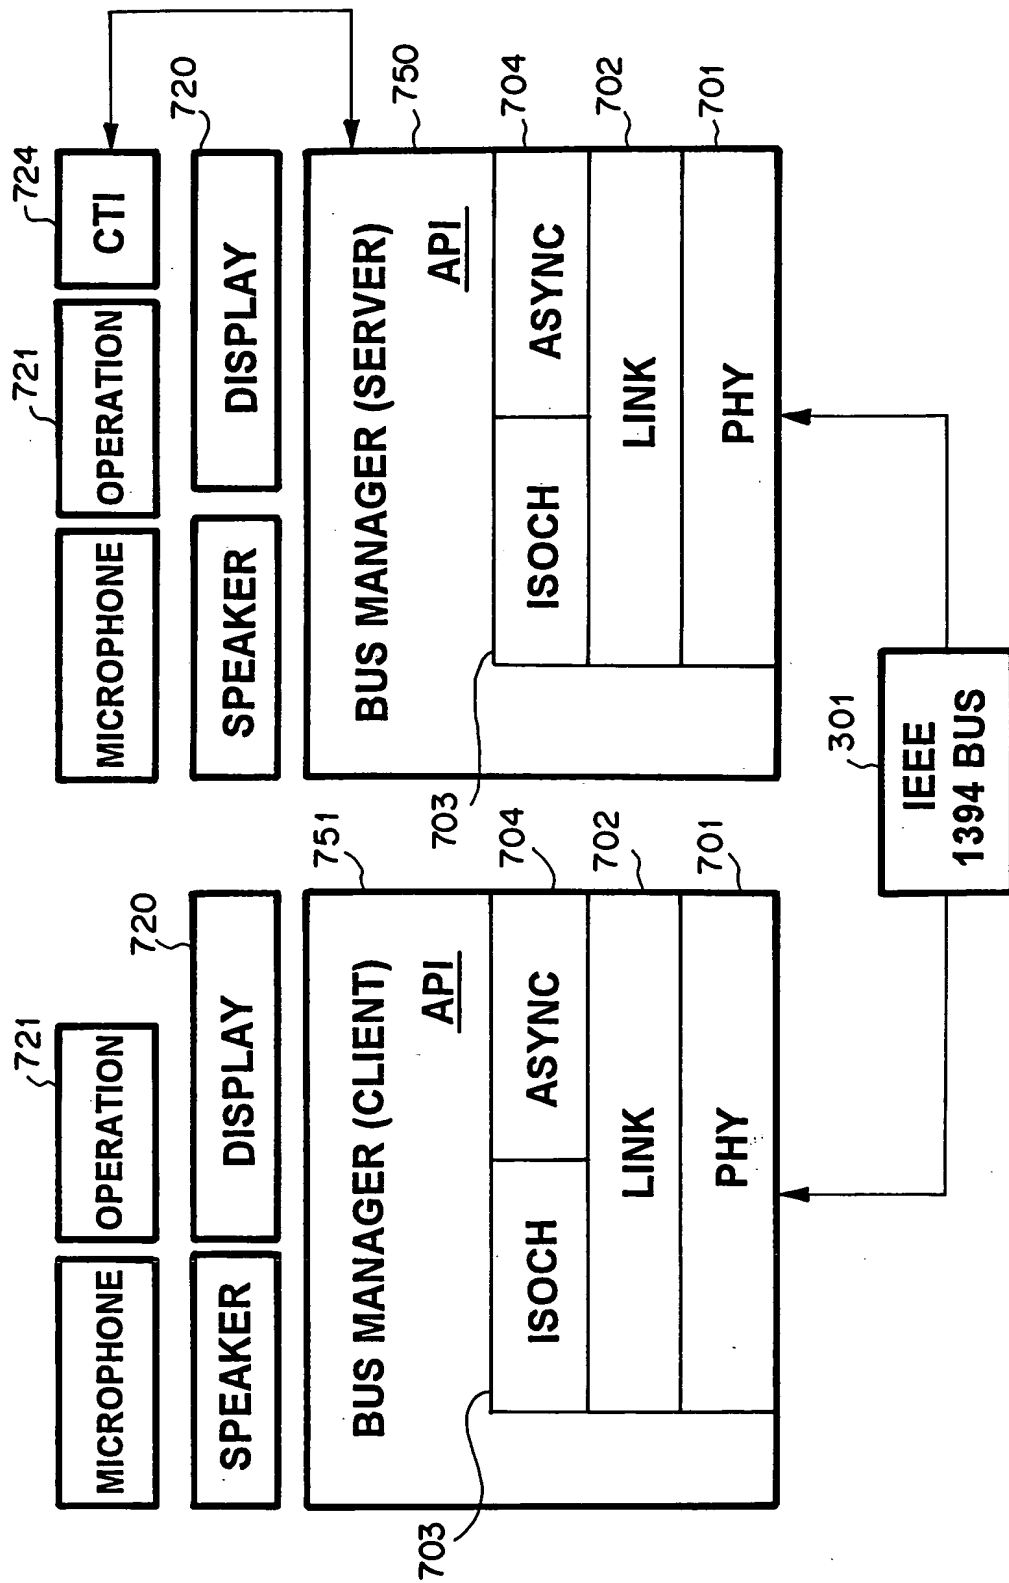 721
MICROPHONE
OPERATION
720
SPEAKER
DISPLAY
751
BUS MANAGER (CLIENT)
API
703
704
ISOCH
ASYNC
702
LINK
701
PHY
724
721
MICROPHONE
OPERATION
CTI
720
SPEAKER
DISPLAY
750
BUS MANAGER (SERVER)
API
703
704
ISOCH
ASYNC
702
LINK
701
PHY
301
IEEE
1394 BUS